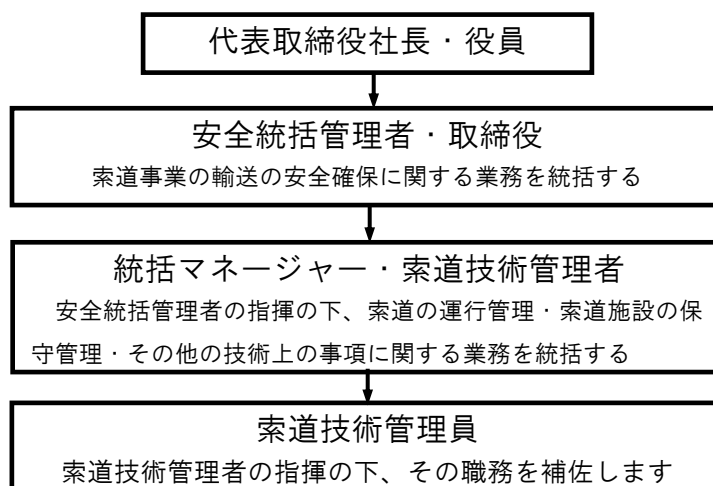 代表取締役社長・役員
安全統括管理者・取締役
索道事業の輸送の安全確保に関する業務を統括する
統括マネージャー・索道技術管理者
安全統括管理者の指揮の下、索道の運行管理・索道施設の保
守管理・その他の技術上の事項に関する業務を統括する
索道技術管理員
索道技術管理者の指揮の下、その職務を補佐します